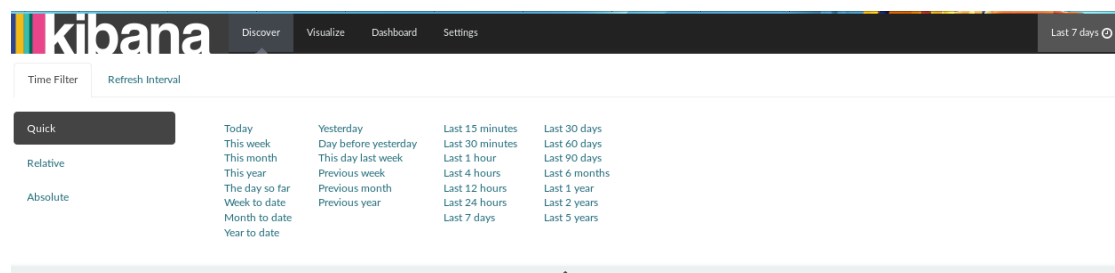 kibana Discover Visualize Dashboard Settings Last 7 days
Time Filter Refresh Interval
Quick
Relative
Absolute
Today
This week
This month
This year
The day so far
Week to date
Month to date
Year to date
Yesterday
Day before yesterday
This day last week
Previous week
Previous month
Previous year
Last 15 minutes
Last 30 minutes
Last 1 hour
Last 4 hours
Last 12 hours
Last 24 hours
Last 7 days
Last 30 days
Last 60 days
Last 90 days
Last 6 months
Last 1 year
Last 2 years
Last 5 years